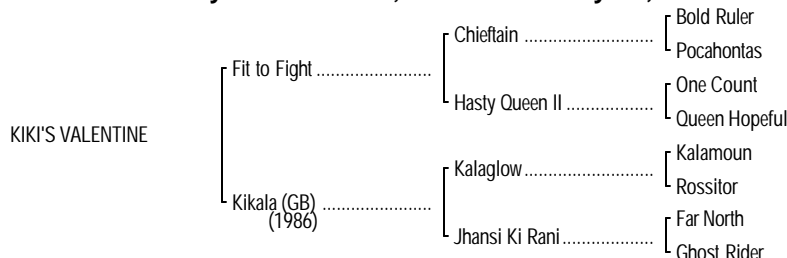 Bold Ruler
Chieftain
Pocahontas
Fit to Fight
One Count
Hasty Queen II
Queen Hopeful
KIKI'S VALENTINE
Kalamoun
Kalaglow
Rossitor
Kikala (GB)
(1986)
Far North
Jhansi Ki Rani
Ghost Rider